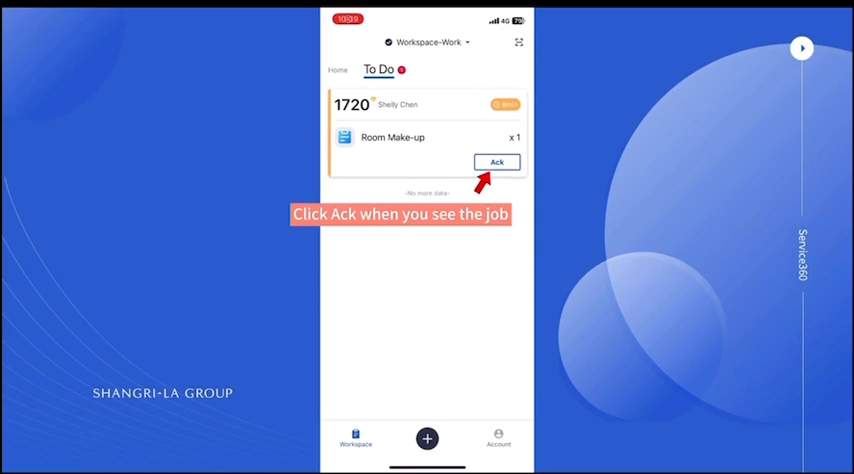 10:19
4G
Workspace-Work
Home
To Do
1720
Shelly Chen
Room Make-up
x 1
Ack
-No more data-
Click Ack when you see the job
Service360
SHANGRI-LA GROUP
Workspace
Account